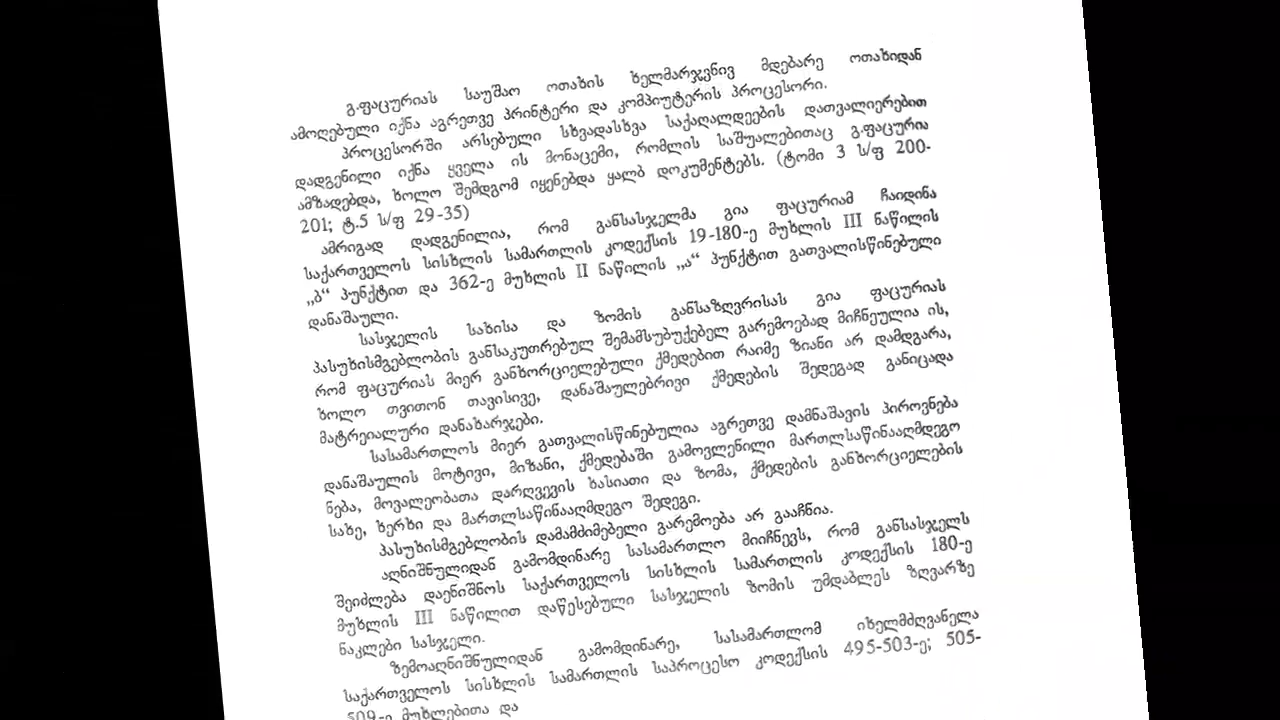 გ.ფაცურიას საუშაო ოთახის ხელმარჯვნივ მდებარე ოთახიდან
ამოღებული იქნა აგრეთვე პრინტერი და კომპიუტერის პროცესორი.
პროცესორში არსებული სხვადასხვა საქაღალდეების დათვალიერებით
დადგენილი იქნა ყველა ის მონაცემი, რომლის საშუალებითაც გ.ფაცურია
ამზადებდა, ხოლო შემდგომ იყენებდა ყალბ დოკუმენტებს. (ტომი 3 ს/ფ 200-
201; ტ.5 ს/ფ 29-35)
ამრიგად დადგენილია, რომ განსასჯელმა გია ფაცურიამ ჩაიდინა
საქართველოს სისხლის სამართლის კოდექსის 19-180-ე მუხლის III ნაწილის
„ბ“ პუნქტით და 362-ე მუხლის II ნაწილის „ა“ პუნქტით გათვალისწინებული
დანაშაული.
სასჯელის სახისა და ზომის განსაზღვრისას გია ფაცურიას
პასუხისმგებლობის განსაკუთრებულ შემამსუბუქებელ გარემოებად მიჩნეულია ის,
რომ ფაცურიას მიერ განხორციელებული ქმედებით რაიმე ზიანი არ დამდგარა,
ხოლო თვითონ თავისივე, დანაშაულებრივი ქმედების შედეგად განიცადა
მატრეიალური დანახარჯები.
სასამართლოს მიერ გათვალისწინებულია აგრეთვე დამნაშავის პიროვნება
დანაშაულის მოტივი, მიზანი, ქმედებაში გამოვლენილი მართლსაწინააღმდეგო
ნება, მოვალეობათა დარღვევის ხასიათი და ზომა, ქმედების განხორციელების
სახე, ხერხი და მართლსაწინააღმდეგო შედეგი.
პასუხისმგებლობის დამამძიმებელი გარემოება არ გააჩნია.
აღნიშნულიდან გამომდინარე სასამართლო მიიჩნევს, რომ განსასჯელს
შეიძლება დაენიშნოს საქართველოს სისხლის სამართლის კოდექსის 180-ე
მუხლის III ნაწილით დაწესებული სასჯელის ზომის უმდაბლეს ზღვარზე
ნაკლები სასჯელი.
ზემოაღნიშნულიდან გამომდინარე, სასამართლომ იხელმძღვანელა
საქართველოს სისხლის სამართლის საპროცესო კოდექსის 495-503-ე; 505-
509-ე მუხლებითა და